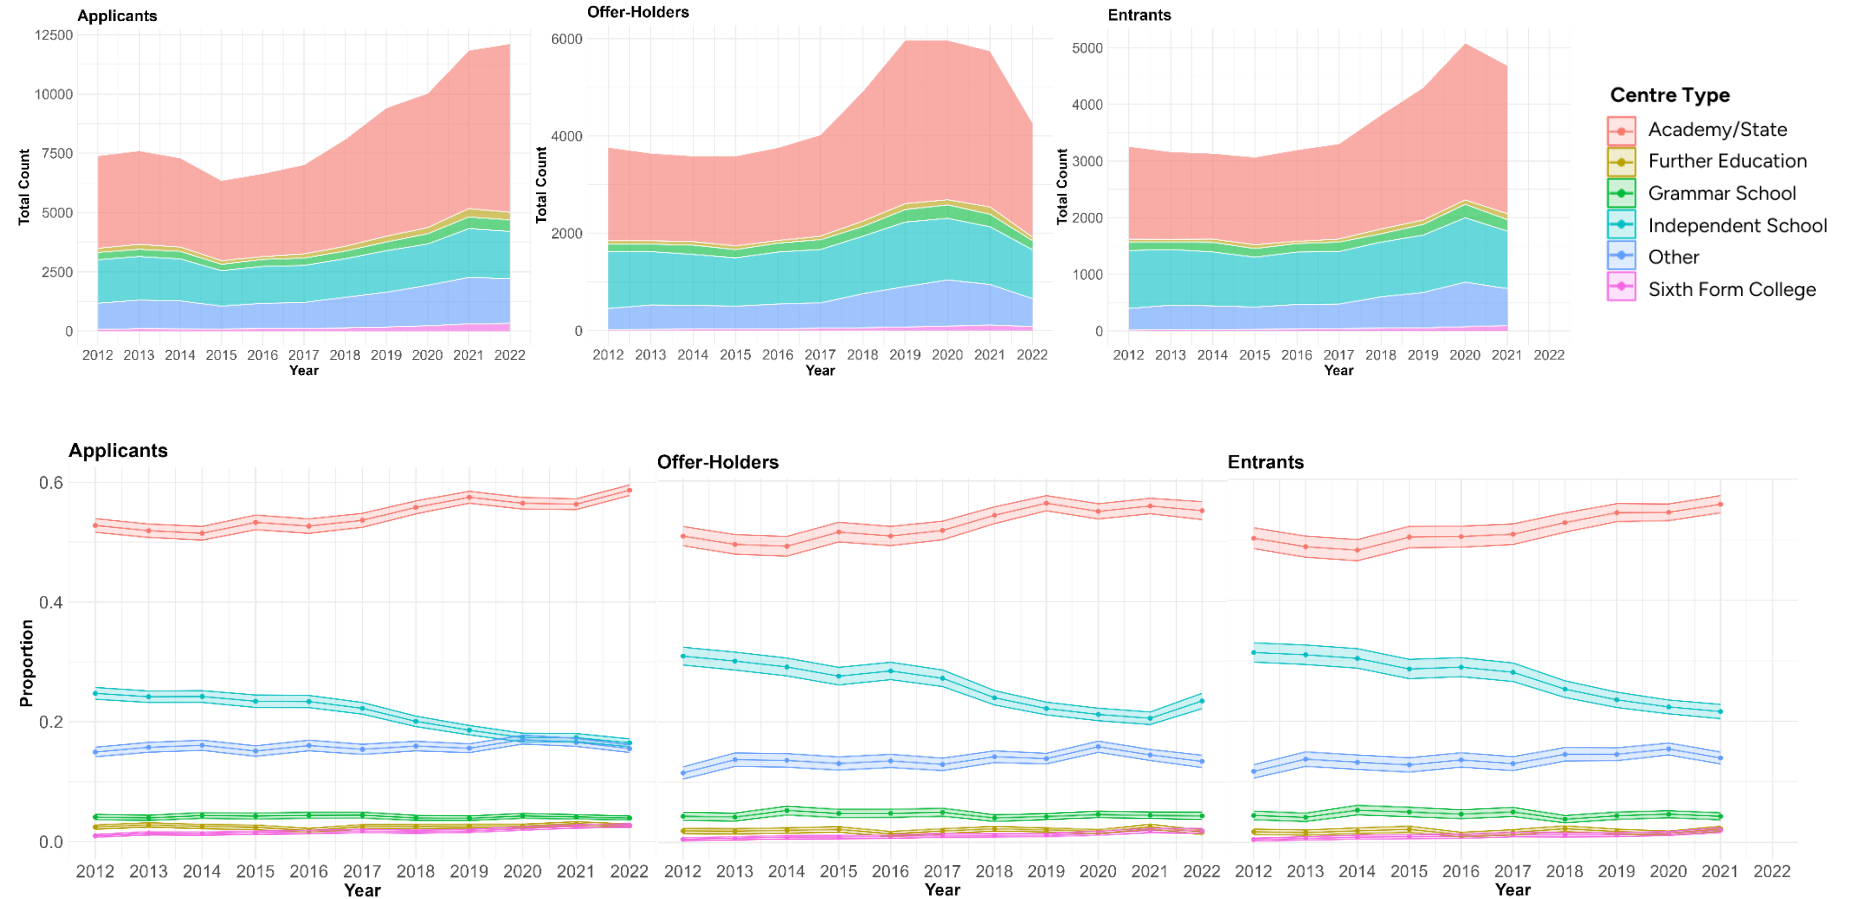 Applicants
Total Count
12500
10000
7500
5000
2500
0
2012 2013 2014 2015 2016 2017 2018 2019 2020 2021 2022
Year
Offer-Holders
Total Count
6000
4000
2000
0
2012 2013 2014 2015 2016 2017 2018 2019 2020 2021 2022
Year
Entrants
Total Count
5000
4000
3000
2000
1000
0
2012 2013 2014 2015 2016 2017 2018 2019 2020 2021 2022
Year
Centre Type
Academy/State
Further Education
Grammar School
Independent School
Other
Sixth Form College
Applicants
Proportion
0.6
0.4
0.2
0.0
2012 2013 2014 2015 2016 2017 2018 2019 2020 2021 2022
Year
Offer-Holders
2012 2013 2014 2015 2016 2017 2018 2019 2020 2021 2022
Year
Entrants
2012 2013 2014 2015 2016 2017 2018 2019 2020 2021 2022
Year